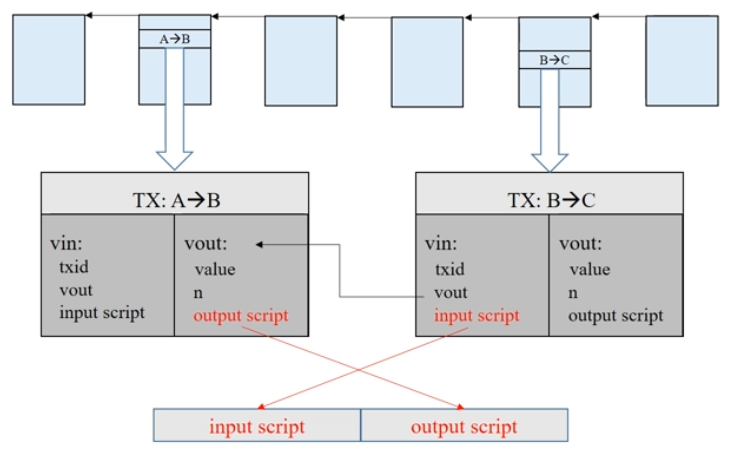 A→B
B→C
TX: A→B
vin:
txid
vout
input script
vout:
value
n
output script
TX: B→C
vin:
txid
vout
input script
vout:
value
n
output script
input script
output script